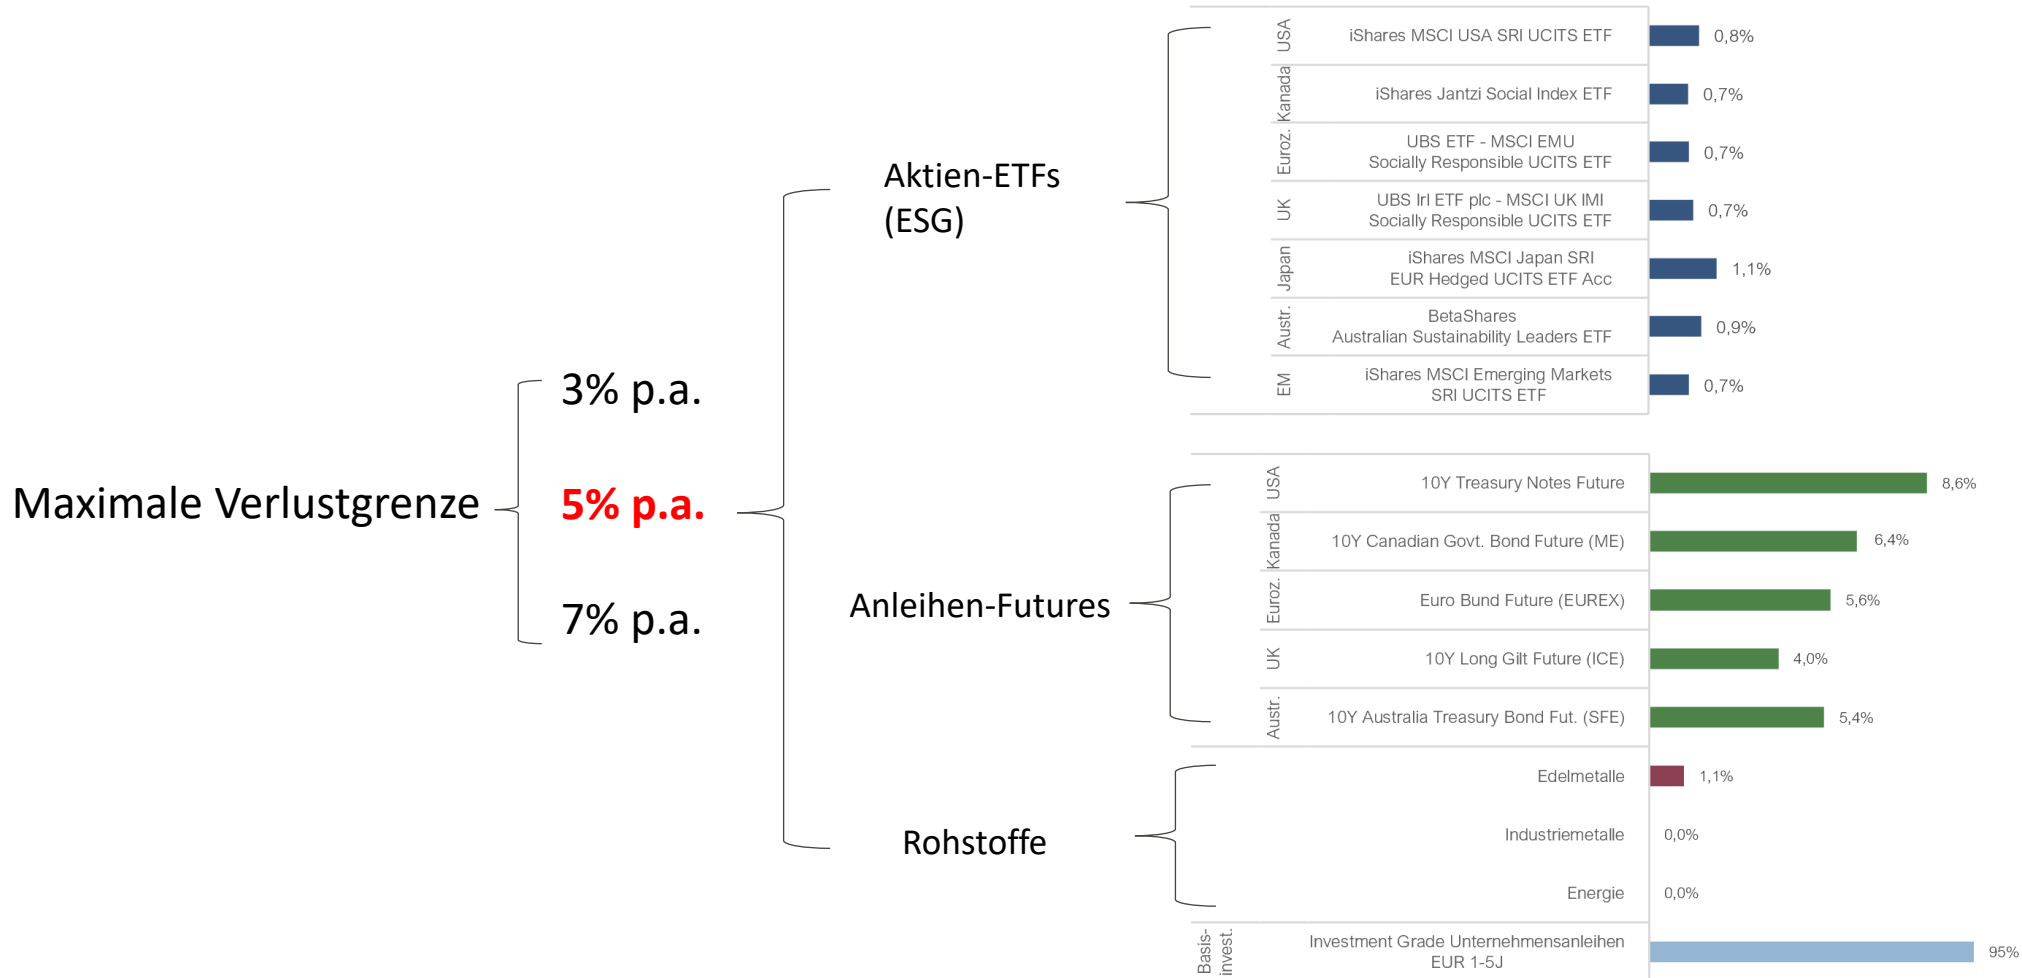 Maximale Verlustgrenze
3% p.a.
5% p.a.
7% p.a.
Aktien-ETFs
(ESG)
USA
iShares MSCI USA SRI UCITS ETF
0,8%
Kanada
iShares Jantzi Social Index ETF
0,7%
Euroz.
UBS ETF - MSCI EMU
Socially Responsible UCITS ETF
0,7%
UK
UBS Irl ETF plc - MSCI UK IMI
Socially Responsible UCITS ETF
0,7%
Japan
iShares MSCI Japan SRI
EUR Hedged UCITS ETF Acc
1,1%
Austr.
BetaShares
Australian Sustainability Leaders ETF
0,9%
EM
iShares MSCI Emerging Markets
SRI UCITS ETF
0,7%
Anleihen-Futures
USA
10Y Treasury Notes Future
8,6%
Kanada
10Y Canadian Govt. Bond Future (ME)
6,4%
Euroz.
Euro Bund Future (EUREX)
5,6%
UK
10Y Long Gilt Future (ICE)
4,0%
Austr.
10Y Australia Treasury Bond Fut. (SFE)
5,4%
Rohstoffe
Edelmetalle
1,1%
Industriemetalle
0,0%
Energie
0,0%
Basis-
invest.
Investment Grade Unternehmensanleihen
EUR 1-5J
95%